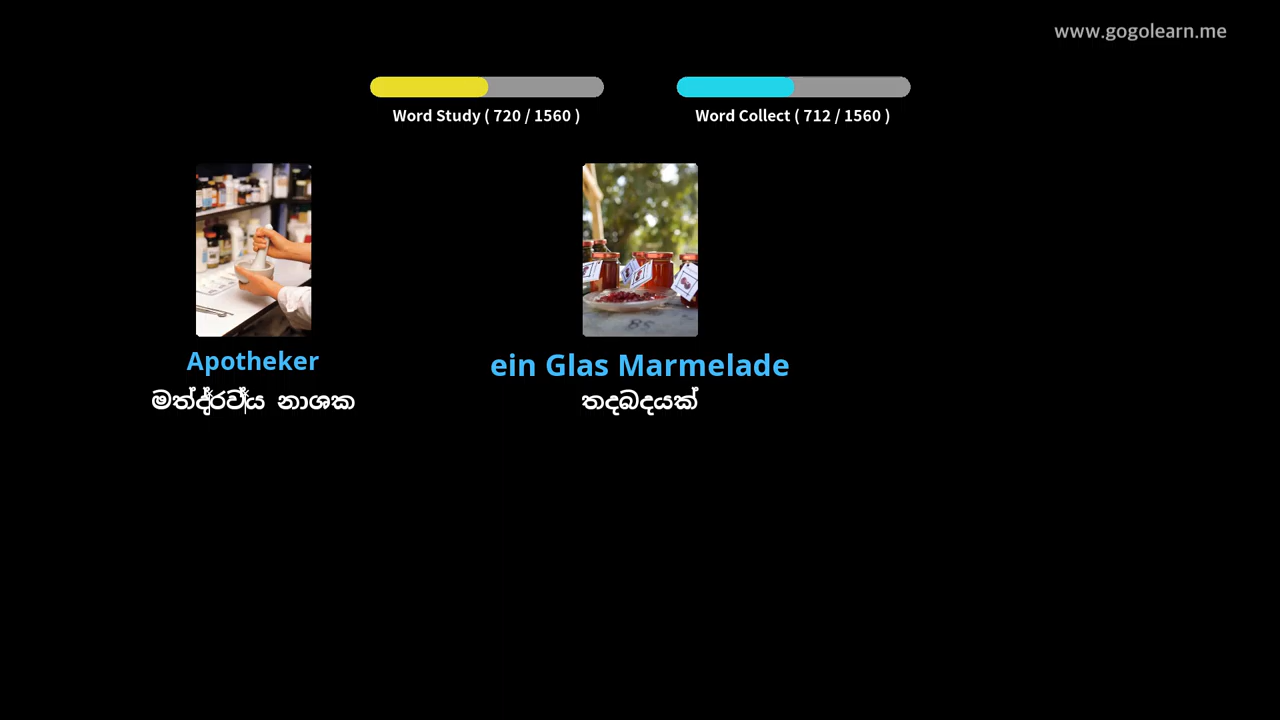 www.gogolearn.me
Word Study ( 720 / 1560 )
Word Collect ( 712 / 1560 )
Apotheker
ein Glas Marmelade
මත්ද්‍රව්‍ය නාශක
තදබදයක්